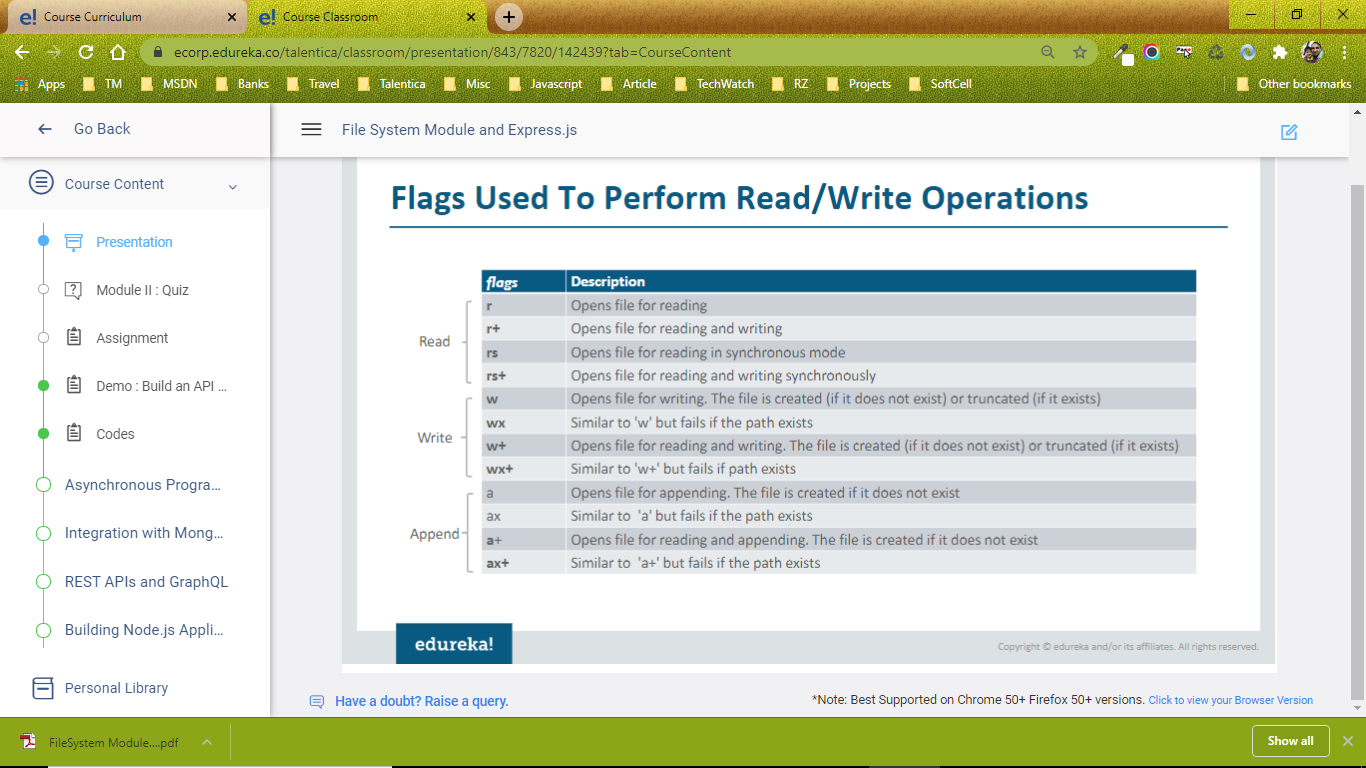 Course Curriculum
Course Classroom
ecorp.edureka.co/talentica/classroom/presentation/843/7820/142439?tab=CourseContent
Apps TM MSDN Banks Travel Talentica Misc Javascript Article TechWatch RZ Projects SoftCell Other bookmarks
Go Back
File System Module and Express.js
Course Content
Presentation
Module II : Quiz
Assignment
Demo : Build an API ...
Codes
Asynchronous Progra...
Integration with Mong...
REST APIs and GraphQL
Building Node.js Appli...
Personal Library
Flags Used To Perform Read/Write Operations
flags Description
Read
r Opens file for reading
r+ Opens file for reading and writing
rs Opens file for reading in synchronous mode
rs+ Opens file for reading and writing synchronously
Write
w Opens file for writing. The file is created (if it does not exist) or truncated (if it exists)
wx Similar to 'w' but fails if the path exists
w+ Opens file for reading and writing. The file is created (if it does not exist) or truncated (if it exists)
wx+ Similar to 'w+' but fails if path exists
Append
a Opens file for appending. The file is created if it does not exist
ax Similar to 'a' but fails if the path exists
a+ Opens file for reading and appending. The file is created if it does not exist
ax+ Similar to 'a+' but fails if the path exists
edureka!
Copyright © edureka and/or its affiliates. All rights reserved.
Have a doubt? Raise a query.
*Note: Best Supported on Chrome 50+ Firefox 50+ versions. Click to view your Browser Version
FileSystem Module....pdf
Show all